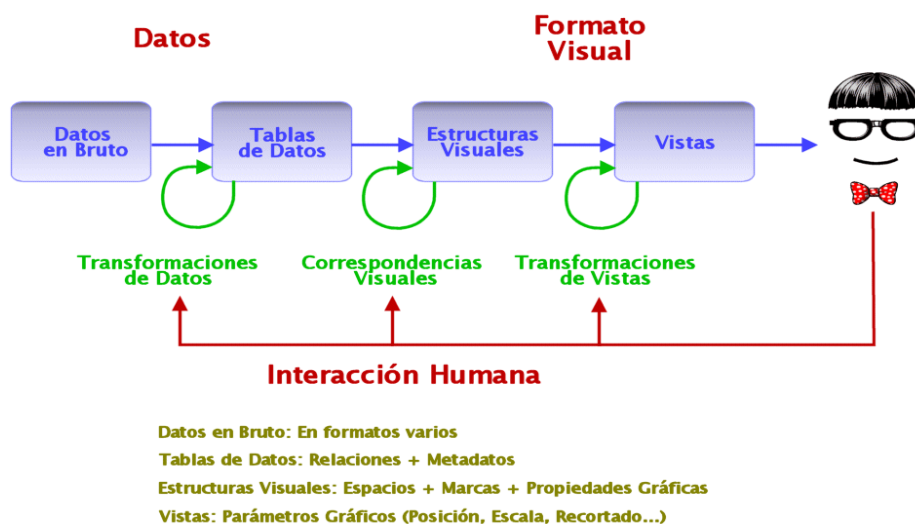 Datos
Formato
Visual
Datos
en Bruto
Tablas
de Datos
Estructuras
Visuales
Vistas
Transformaciones
de Datos
Correspondencias
Visuales
Transformaciones
de Vistas
Interacción Humana
Datos en Bruto: En formatos varios
Tablas de Datos: Relaciones + Metadatos
Estructuras Visuales: Espacios + Marcas + Propiedades Gráficas
Vistas: Parámetros Gráficos (Posición, Escala, Recortado...)